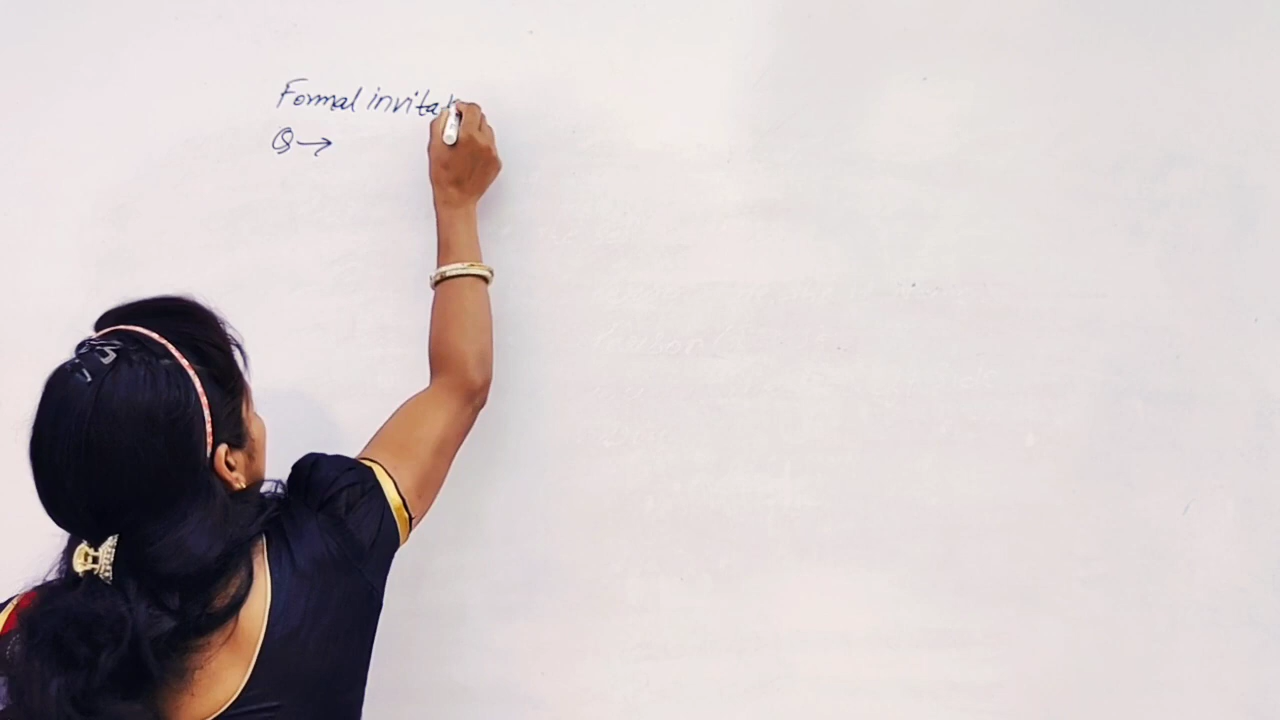 Formal invitat
Q →